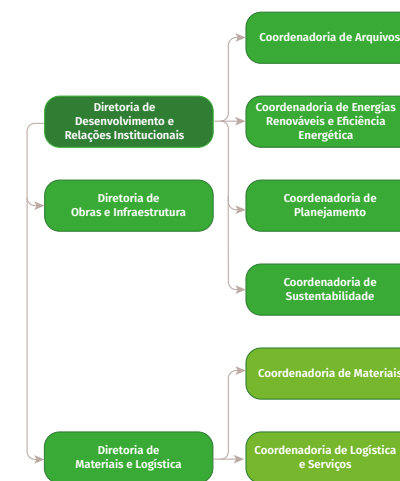 Coordenadoria de Arquivos
Diretoria de
Desenvolvimento e
Relações Institucionais
Coordenadoria de Energias
Renováveis e Eficiência
Energética
Diretoria de
Obras e Infraestrutura
Coordenadoria de
Planejamento
Coordenadoria de
Sustentabilidade
Coordenadoria de Materiais
Diretoria de
Materiais e Logística
Coordenadoria de Logística
e Serviços